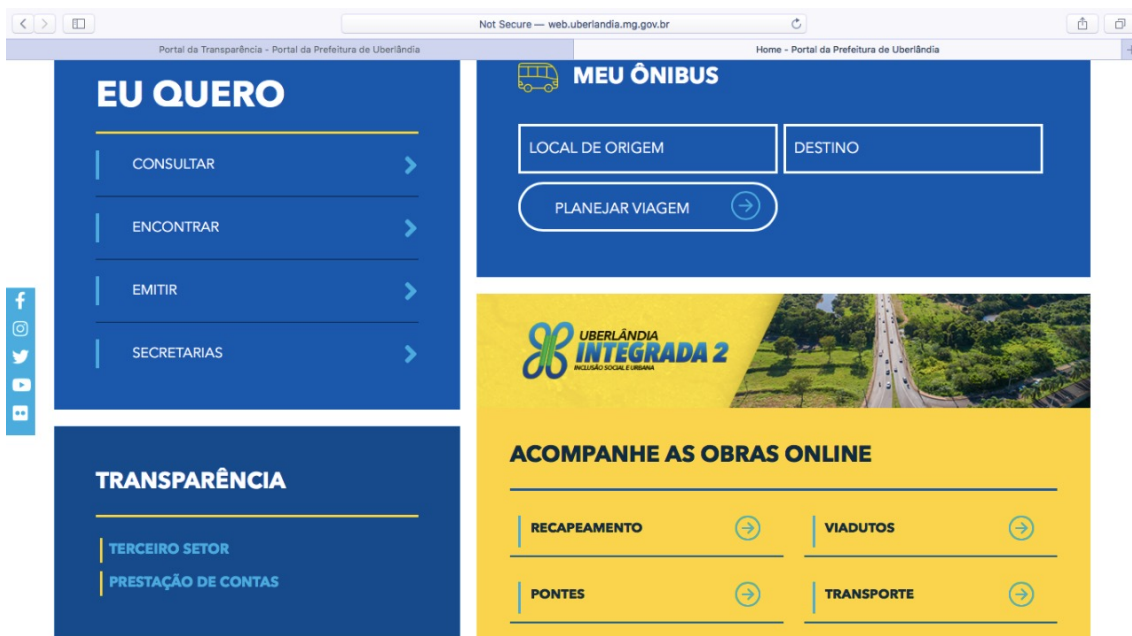 Not Secure — web.uberlandia.mg.gov.br
Portal da Transparência - Portal da Prefeitura de Uberlândia
Home - Portal da Prefeitura de Uberlândia
EU QUERO
CONSULTAR
ENCONTRAR
EMITIR
SECRETARIAS
TRANSPARÊNCIA
TERCEIRO SETOR
PRESTAÇÃO DE CONTAS
MEU ÔNIBUS
LOCAL DE ORIGEM
DESTINO
PLANEJAR VIAGEM
UBERLÂNDIA
INTEGRADA 2
INCLUSÃO SOCIAL E URBANA
ACOMPANHE AS OBRAS ONLINE
RECAPEAMENTO
VIADUTOS
PONTES
TRANSPORTE